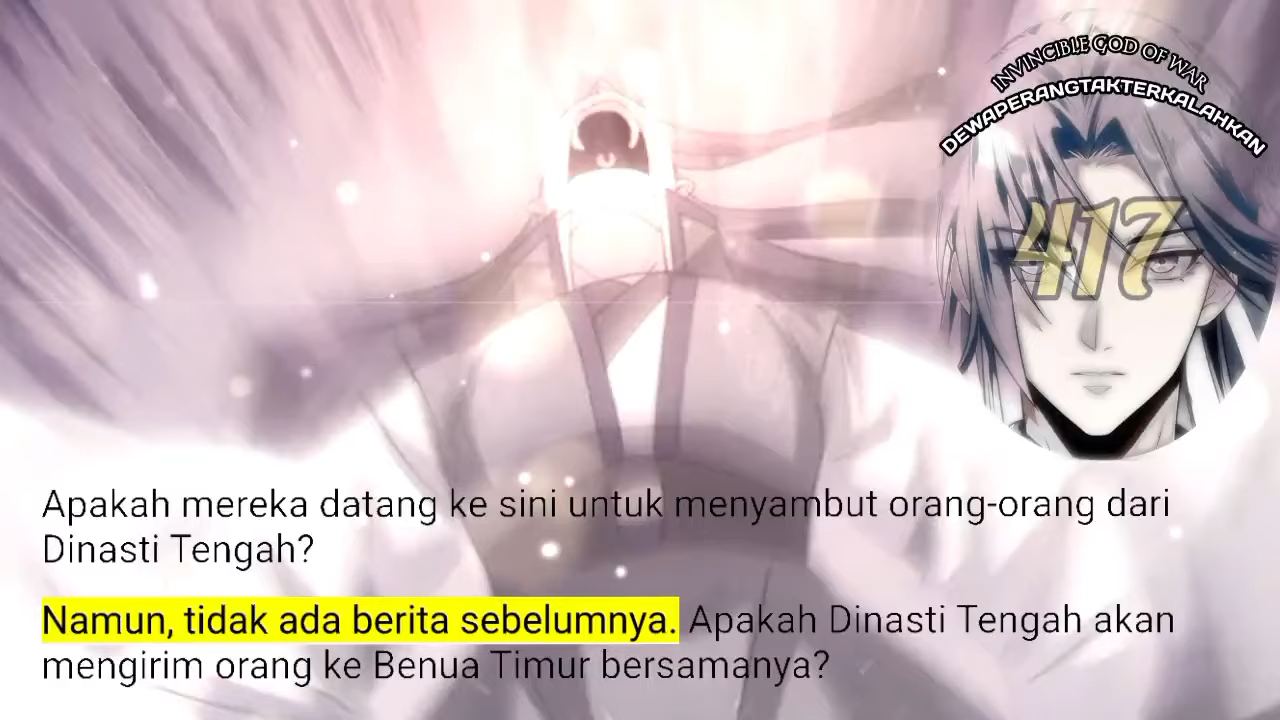 INVINCIBLE GOD OF WAR
DEWAPERANGTAKTERKALAHKAN
417
Apakah mereka datang ke sini untuk menyambut orang-orang dari
Dinasti Tengah?
Namun, tidak ada berita sebelumnya. Apakah Dinasti Tengah akan
mengirim orang ke Benua Timur bersamanya?